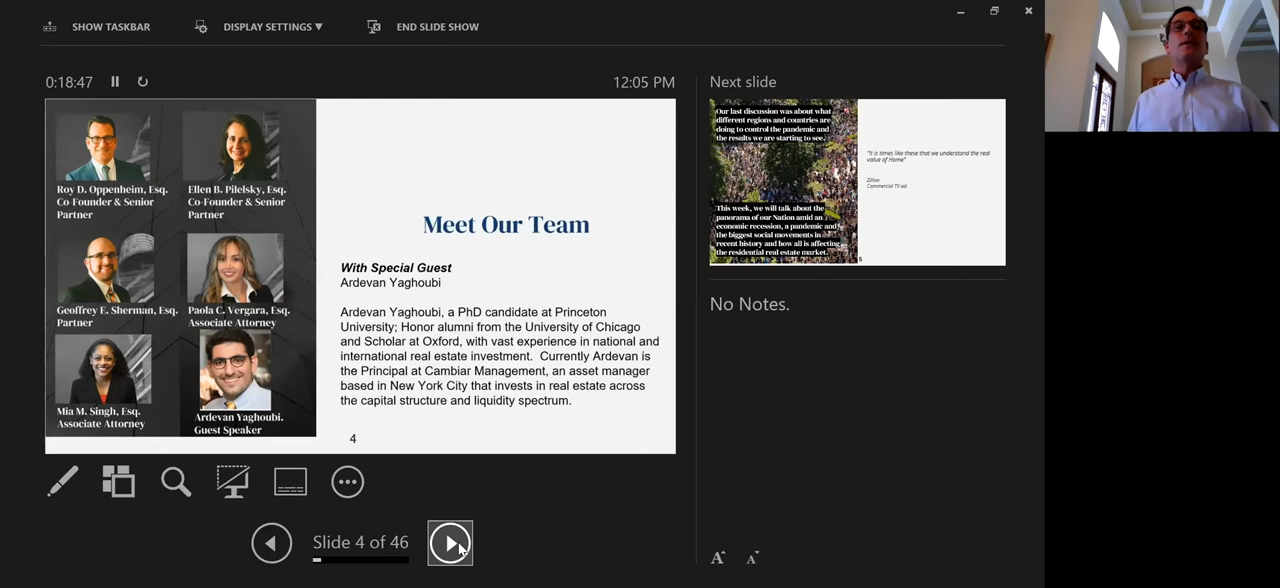 SHOW TASKBAR
DISPLAY SETTINGS ▼
END SLIDE SHOW
0:18:47
12:05 PM
Roy D. Oppenheim, Esq.
Co-Founder & Senior
Partner
Ellen B. Pilelsky, Esq.
Co-Founder & Senior
Partner
Geoffrey E. Sherman, Esq.
Partner
Paola C. Vergara, Esq.
Associate Attorney
Mia M. Singh, Esq.
Associate Attorney
Ardevan Yaghoubi.
Guest Speaker
Meet Our Team
With Special Guest
Ardevan Yaghoubi
Ardevan Yaghoubi, a PhD candidate at Princeton
University; Honor alumni from the University of Chicago
and Scholar at Oxford, with vast experience in national and
international real estate investment. Currently Ardevan is
the Principal at Cambiar Management, an asset manager
based in New York City that invests in real estate across
the capital structure and liquidity spectrum.
4
Slide 4 of 46
Next slide
Our last discussion was about what
different regions and countries are
doing to control the pandemic and
the results we are starting to see.
This week, we will talk about the
panorama of our Nation amid an
economic recession, a pandemic and
the biggest social movements in
recent history and how all is affecting
the residential real estate market.
"It is times like these that we understand the real
value of Home"
Zillow
Commercial TV ad.
6
No Notes.
A A